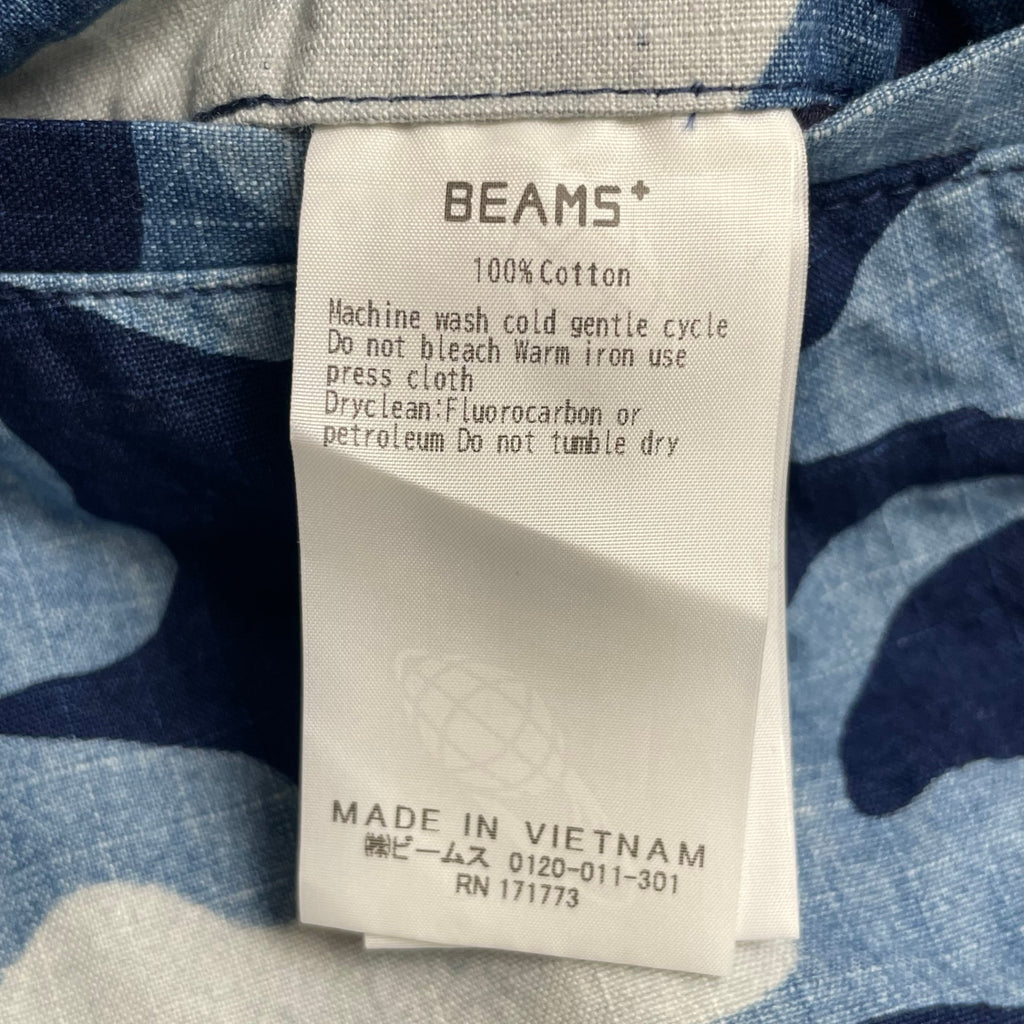 BEAMS+
100%Cotton
Machine wash cold gentle cycle
Do not bleach Warm iron use
press cloth
Dryclean:Fluorocarbon or
petroleum Do not tumble dry
MADE IN VIETNAM
㈱ビームス 0120-011-301
RN 171773